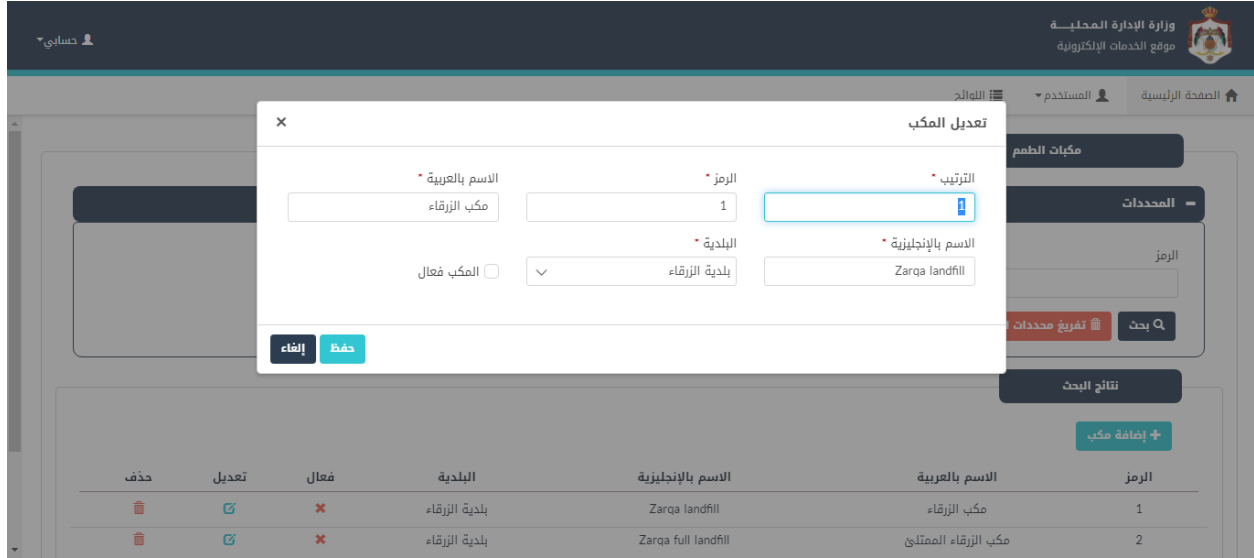 وزارة الإدارة المحليـــــة
موقع الخدمات الإلكترونية
حسابي
الصفحة الرئيسية
المستخدم
اللوائح
مكبات الطمم
المحددات
الرمز
بحث
تفريغ محددات ا
تعديل المكب
×
الترتيب *
الرمز *
الاسم بالعربية *
1
1
مكب الزرقاء
الاسم بالإنجليزية *
البلدية *
Zarqa landfill
بلدية الزرقاء
المكب فعال
حفظ
إلغاء
نتائج البحث
+ إضافة مكب
الرمز الاسم بالعربية الاسم بالإنجليزية البلدية فعال تعديل حذف
1 مكب الزرقاء Zarqa landfill بلدية الزرقاء
2 مكب الزرقاء الممتلئ Zarqa full landfill بلدية الزرقاء